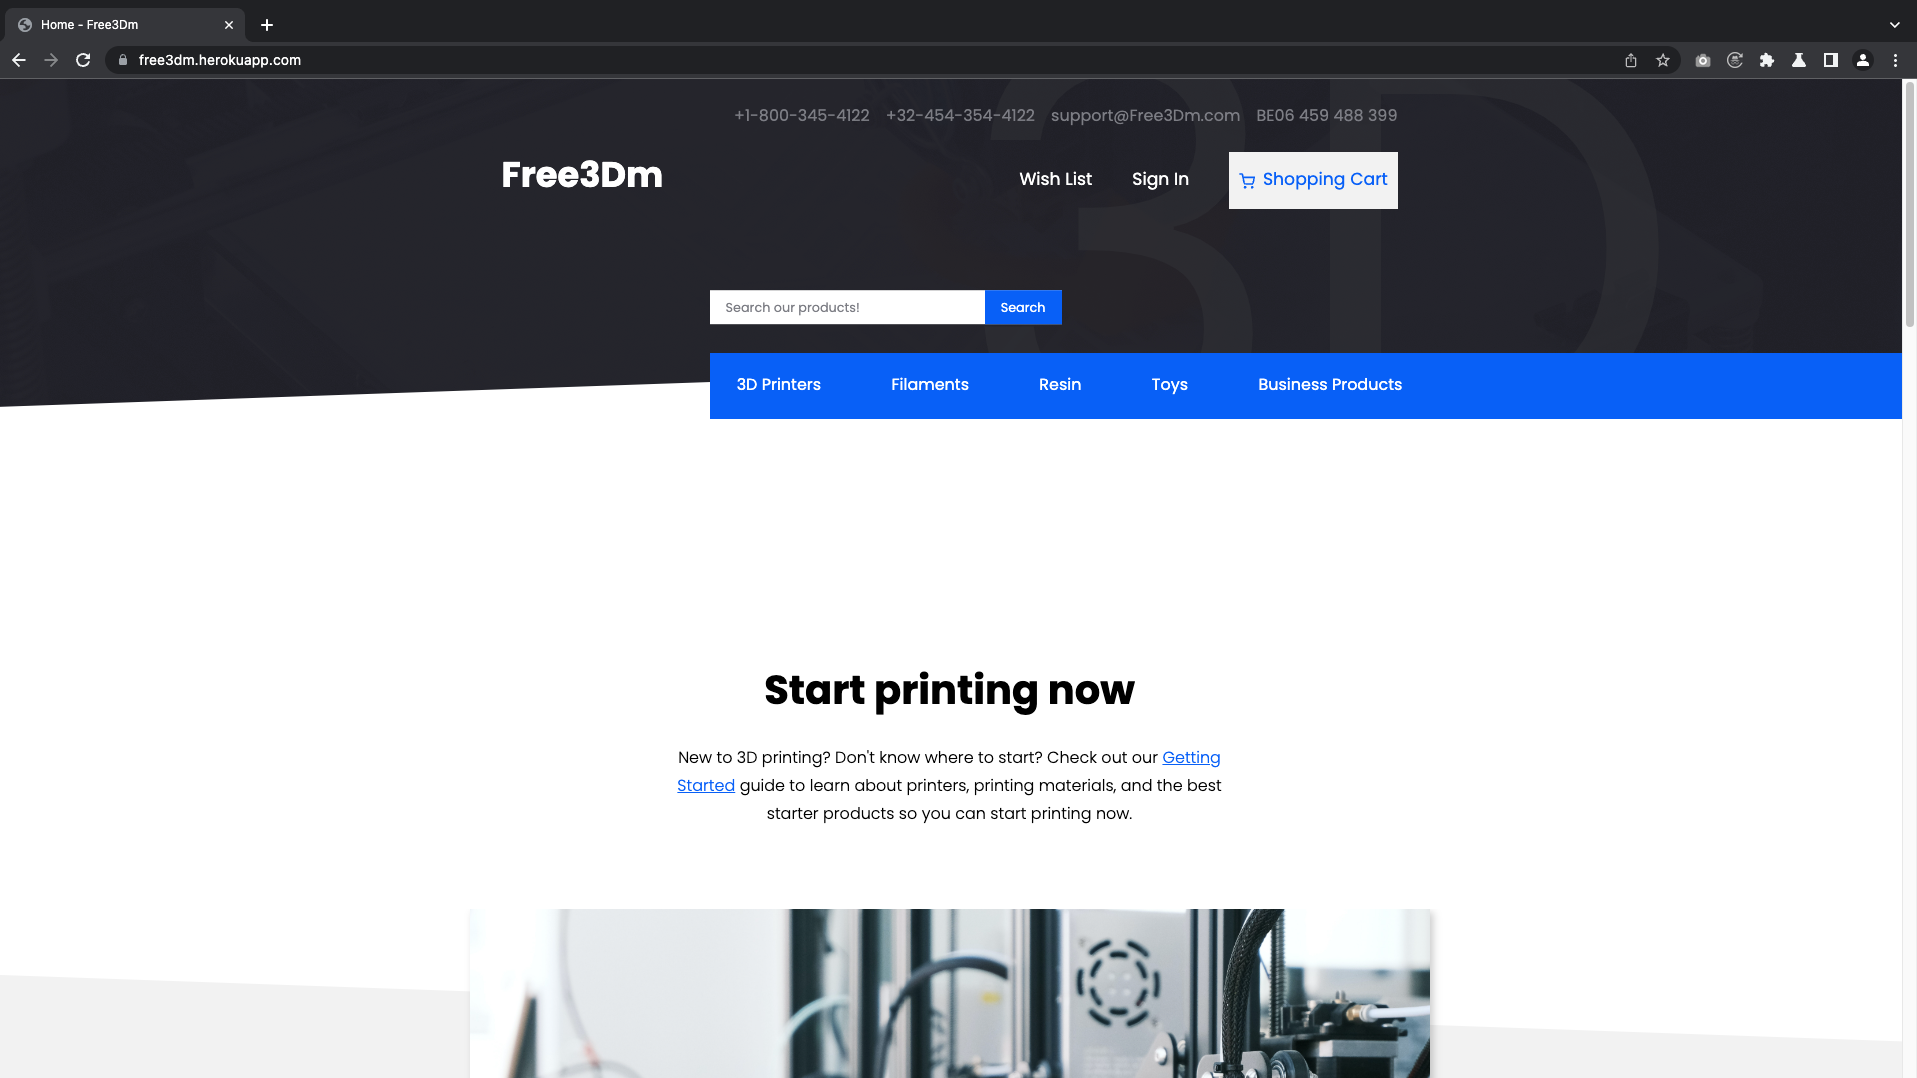 Home - Free3Dm
free3dm.herokuapp.com
+1-800-345-4122 +32-454-354-4122 support@Free3Dm.com BE06 459 488 399
Free3Dm
Wish List Sign In Shopping Cart
3D
Search our products! Search
3D Printers Filaments Resin Toys Business Products
Start printing now
New to 3D printing? Don't know where to start? Check out our Getting
Started guide to learn about printers, printing materials, and the best
starter products so you can start printing now.